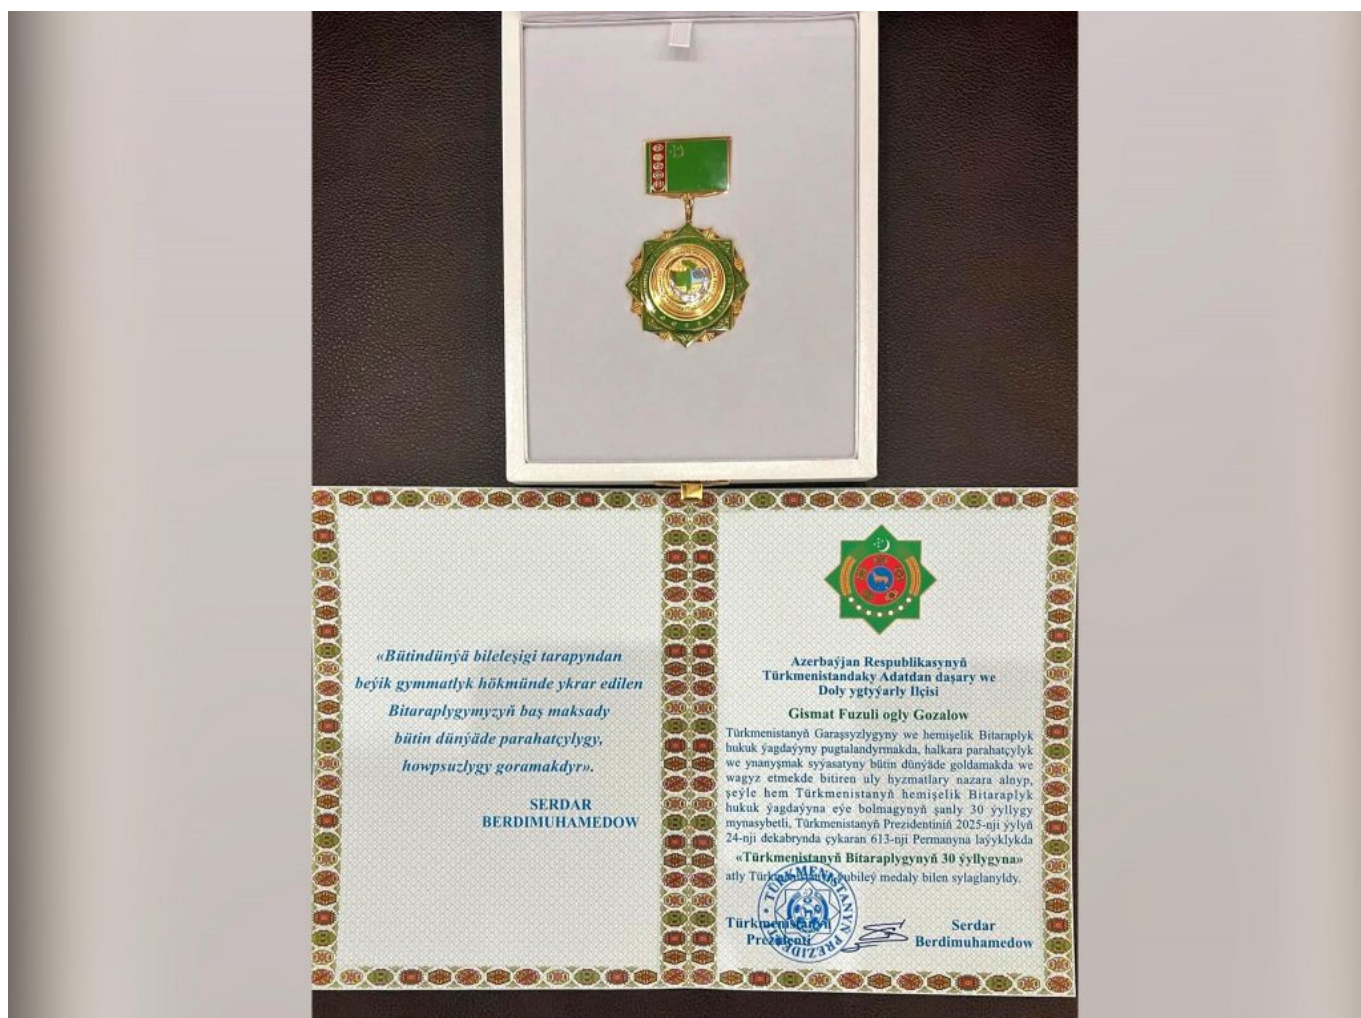 «Bütindünýä bileleşigi tarapyndan
beýik gymmatlyk hökmünde ykrar edilen
Bitaraplygymyzyň baş maksady
bütin dünýäde parahatçylygy,
howpsuzlygy goramakdyr».
SERDAR
BERDIMUHAMEDOW
Azerbaýjan Respublikasynyň
Türkmenistandaky Adatdan daşary we
Doly ygtyýarly Ilçisi
Gismat Fuzuli ogly Gozalow
Türkmenistanyň Garaşsyzlygyny we hemişelik Bitaraplyk
hukuk ýagdaýyny pugtalandyrmakda, halkara parahatçylyk
we ynanyşmak syýasatyny bütin dünýäde goldamakda we
wagyz etmekde bitiren uly hyzmatlary nazara alnyp,
şeýle hem Türkmenistanyň hemişelik Bitaraplyk
hukuk ýagdaýyna eýe bolmagynyň şanly 30 ýyllygy
mynasybetli, Türkmenistanyň Prezidentiniň 2025-nji ýylyň
24-nji dekabrynda çykaran 613-nji Permanyna laýyklykda
«Türkmenistanyň Bitaraplygynyň 30 ýyllygyna»
atly Türkmenistanyň ýubileý medaly bilen sylaglanyldy.
Türkmenistanyň
Prezidenti
TÜRKMENISTANYŇ PREZIDENTI
Serdar
Berdimuhamedow